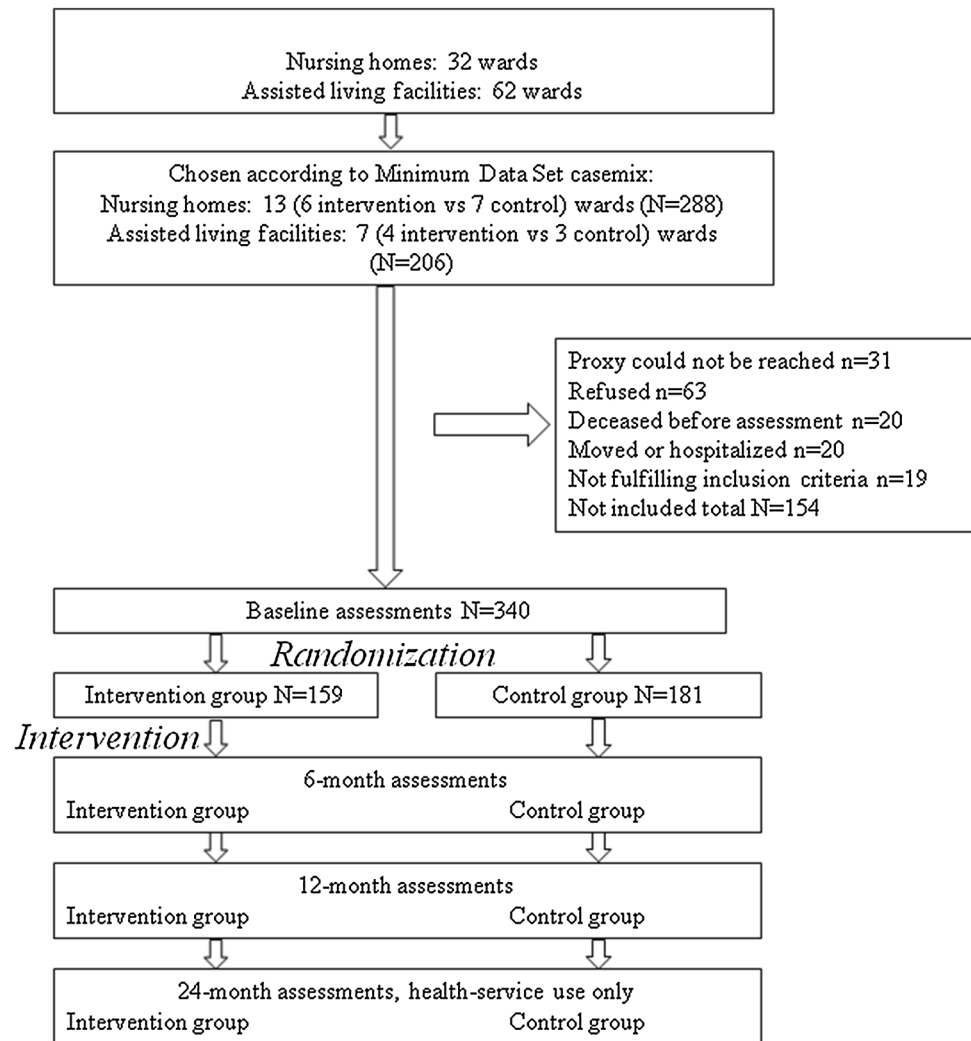 Nursing homes: 32 wards
Assisted living facilities: 62 wards
Chosen according to Minimum Data Set casemix:
Nursing homes: 13 (6 intervention vs 7 control) wards (N=288)
Assisted living facilities: 7 (4 intervention vs 3 control) wards
(N=206)
Proxy could not be reached n=31
Refused n=63
Deceased before assessment n=20
Moved or hospitalized n=20
Not fulfilling inclusion criteria n=19
Not included total N=154
Baseline assessments N=340
Randomization
Intervention group N=159
Control group N=181
Intervention
6-month assessments
Intervention group Control group
12-month assessments
Intervention group Control group
24-month assessments, health-service use only
Intervention group Control group